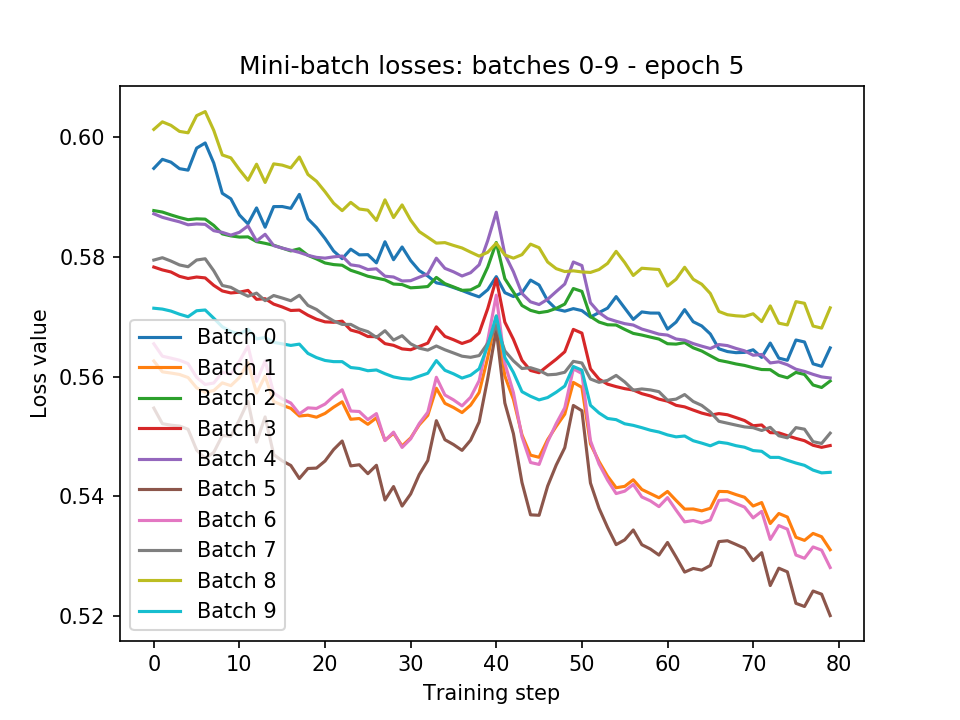 Mini-batch losses: batches 0-9 - epoch 5
0.60
0.58
0.56
0.54
0.52
Loss value
Batch 0
Batch 1
Batch 2
Batch 3
Batch 4
Batch 5
Batch 6
Batch 7
Batch 8
Batch 9
0 10 20 30 40 50 60 70 80
Training step